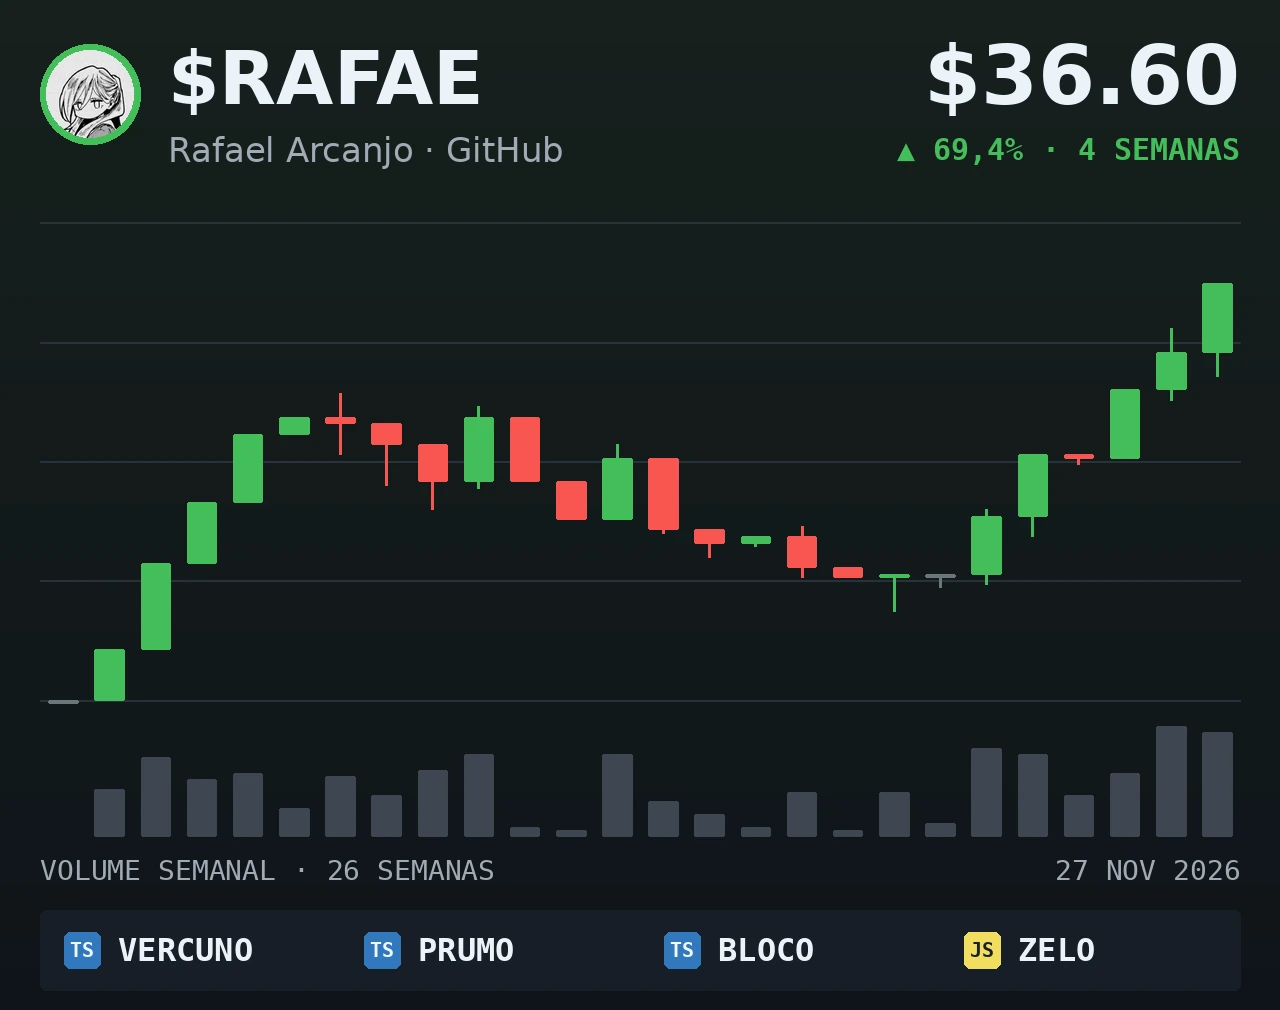 $RAFAE
$36.60
Rafael Arcanjo · GitHub
▲ 69,4% · 4 SEMANAS
VOLUME SEMANAL · 26 SEMANAS
27 NOV 2026
TS VERCUNO
TS PRUMO
TS BLOCO
JS ZELO